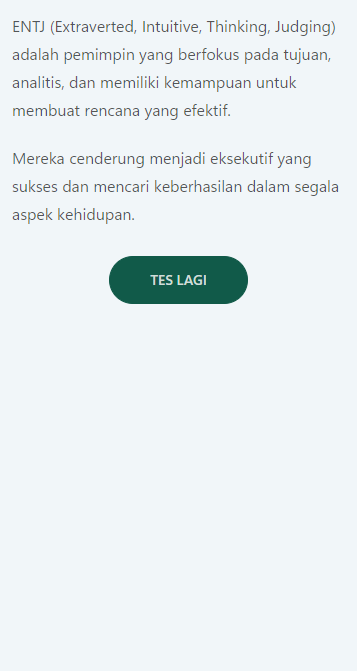 ENTJ (Extraverted, Intuitive, Thinking, Judging)
adalah pemimpin yang berfokus pada tujuan,
analitis, dan memiliki kemampuan untuk
membuat rencana yang efektif.
Mereka cenderung menjadi eksekutif yang
sukses dan mencari keberhasilan dalam segala
aspek kehidupan.
TES LAGI